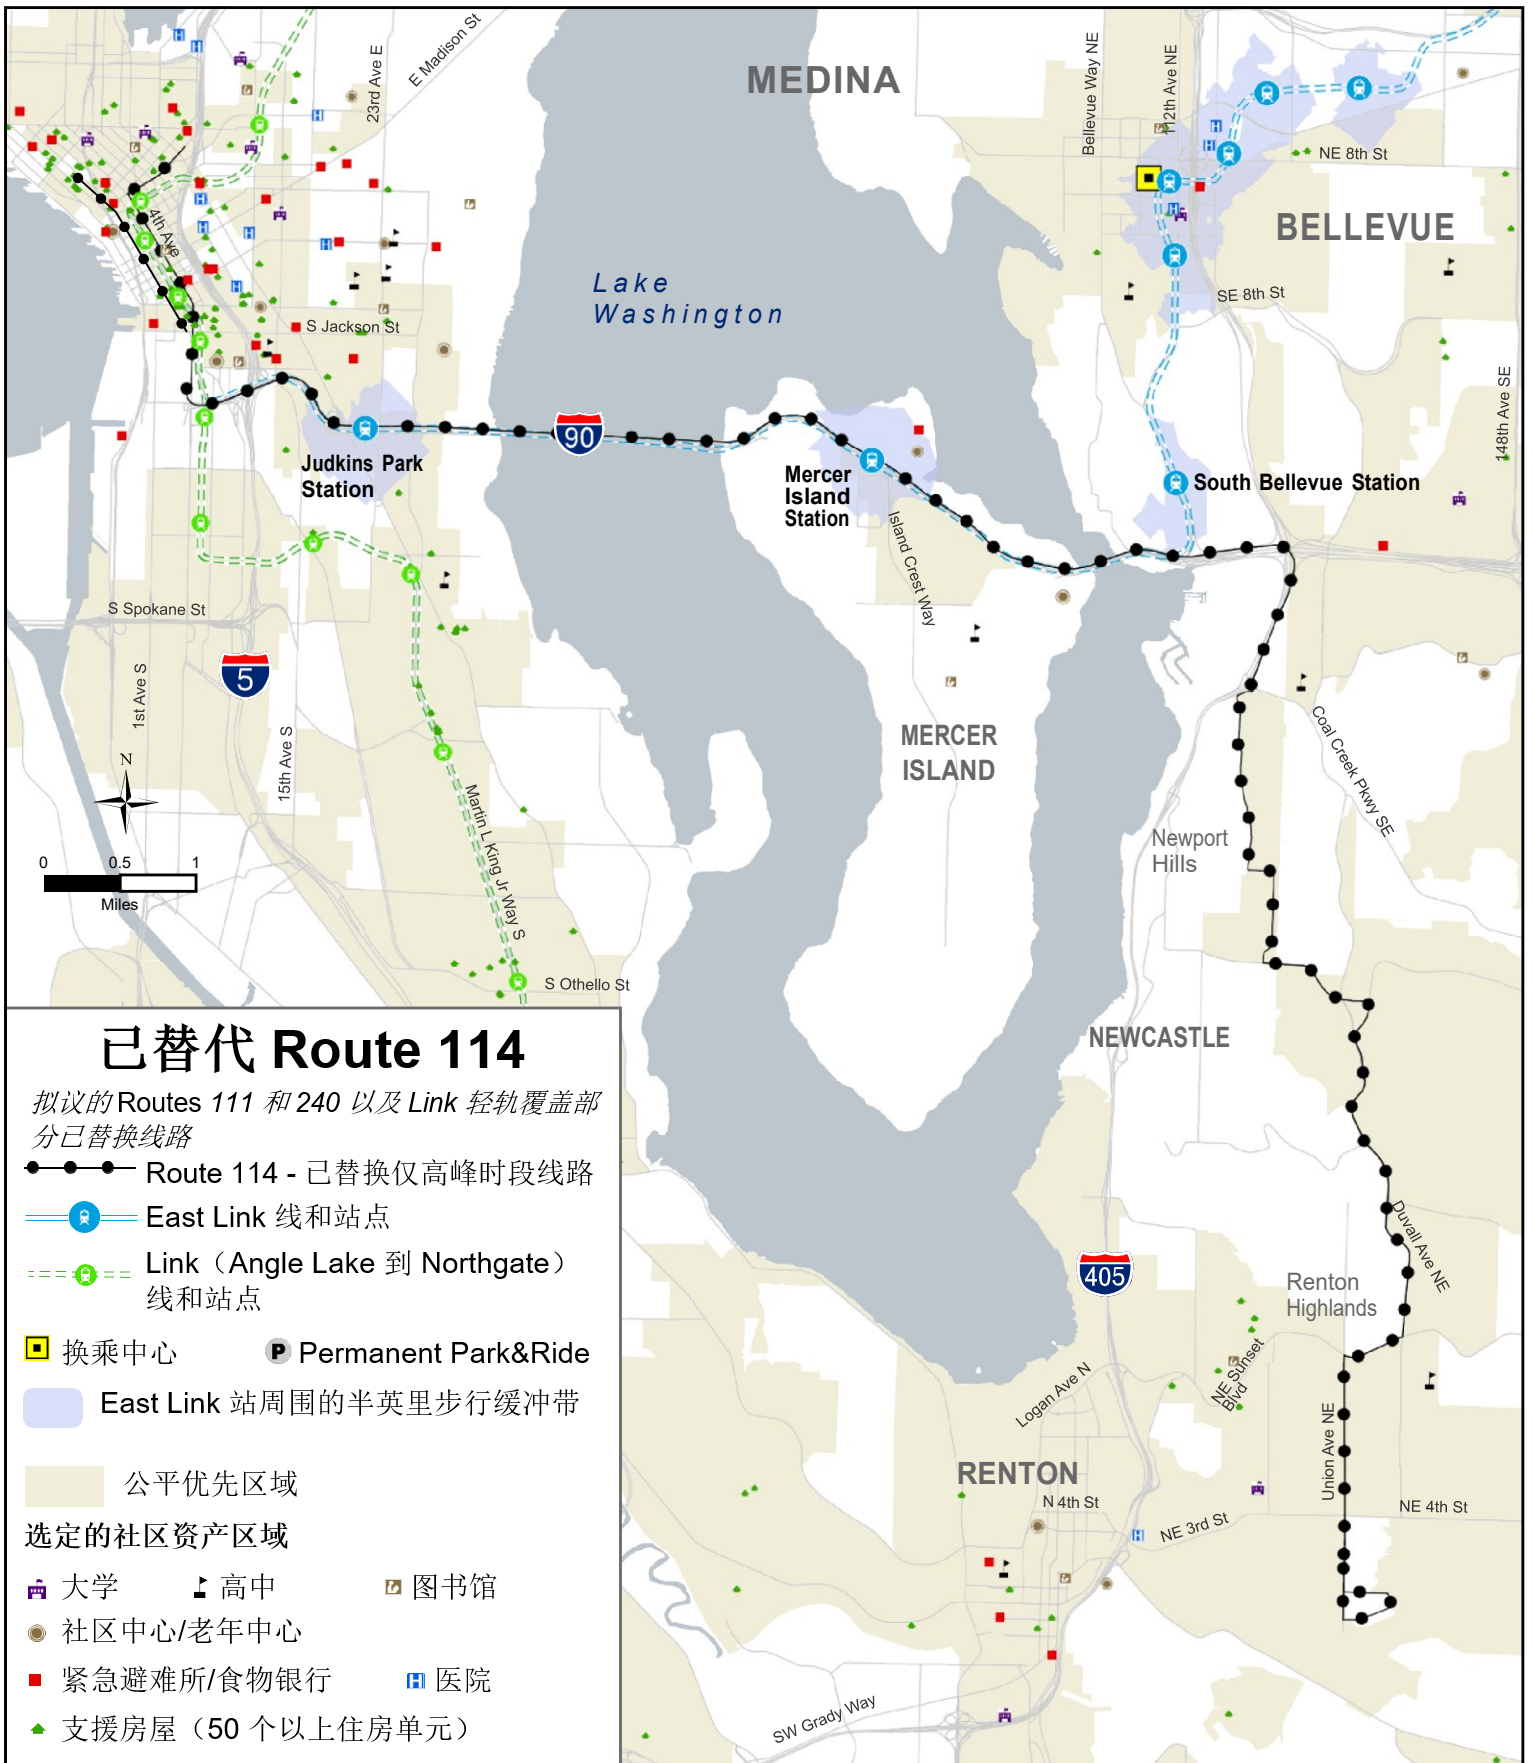 MEDINA
BELLEVUE
Lake
Washington
23rd Ave E
E Madison St
Bellevue Way NE
112th Ave NE
NE 8th St
4th Ave
SE 8th St
S Jackson St
148th Ave SE
90
Judkins Park
Station
Mercer
Island
Station
South Bellevue Station
Island Crest Way
S Spokane St
5
1st Ave S
15th Ave S
N
0 0.5 1
Miles
MERCER
ISLAND
Coal Creek Pkwy SE
Newport
Hills
Martin L King Jr Way S
S Othello St
NEWCASTLE
405
Duvall Ave NE
Renton
Highlands
NE Sunset
Blvd
Logan Ave N
Union Ave NE
RENTON
N 4th St
NE 3rd St
NE 4th St
SW Grady Way
已替代 Route 114
拟议的 Routes 111 和 240 以及 Link 轻轨覆盖部
分已替换线路
Route 114 - 已替换仅高峰时段线路
East Link 线和站点
Link（Angle Lake 到 Northgate）
线和站点
换乘中心
P Permanent Park&Ride
East Link 站周围的半英里步行缓冲带
公平优先区域
选定的社区资产区域
大学 高中 图书馆
社区中心/老年中心
紧急避难所/食物银行 H 医院
支援房屋（50 个以上住房单元）